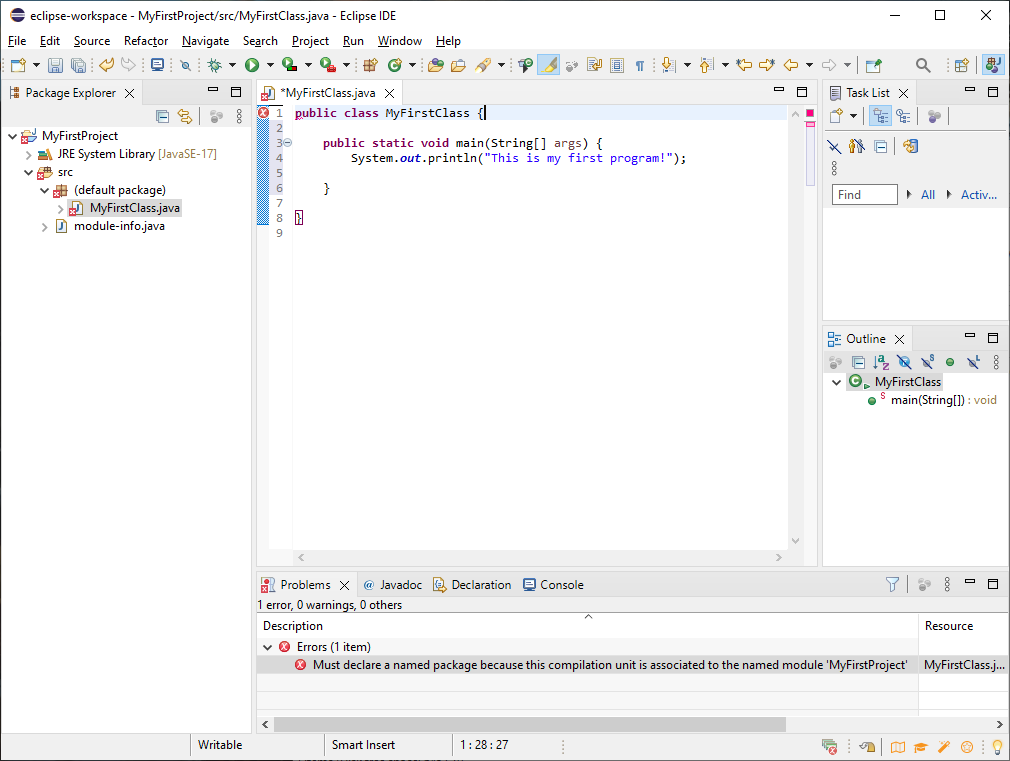 eclipse-workspace - MyFirstProject/src/MyFirstClass.java - Eclipse IDE
File Edit Source Refactor Navigate Search Project Run Window Help
Package Explorer
MyFirstProject
JRE System Library [JavaSE-17]
src
(default package)
MyFirstClass.java
module-info.java
*MyFirstClass.java
1 public class MyFirstClass {
2
3 public static void main(String[] args) {
4 System.out.println("This is my first program!");
5
6 }
7
8 }
9
Task List
Find All Activ...
Outline
MyFirstClass
main(String[]) : void
Problems Javadoc Declaration Console
1 error, 0 warnings, 0 others
Description Resource
Errors (1 item)
Must declare a named package because this compilation unit is associated to the named module 'MyFirstProject' MyFirstClass.j...
Writable Smart Insert 1 : 28 : 27